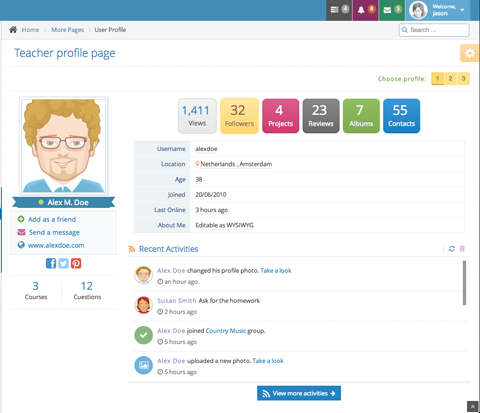 4
8
5
Welcome,
Jason
Home > More Pages > User Profile
Search ...
Teacher profile page
Choose profile: 1 2 3
1,411
Views
32
Followers
4
Projects
23
Reviews
7
Albums
55
Contacts
Alex M. Doe
Add as a friend
Send a message
www.alexdoe.com
3
Courses
12
Cuestions
Username alexdoe
Location Netherlands , Amsterdam
Age 38
Joined 20/06/2010
Last Online 3 hours ago
About Me Editable as WYSIWYG
Recent Activities
Alex Doe changed his profile photo. Take a look
an hour ago
Susan Smith Ask for the homework
2 hours ago
Alex Doe joined Country Music group.
5 hours ago
Alex Doe uploaded a new photo. Take a look
5 hours ago
View more activities